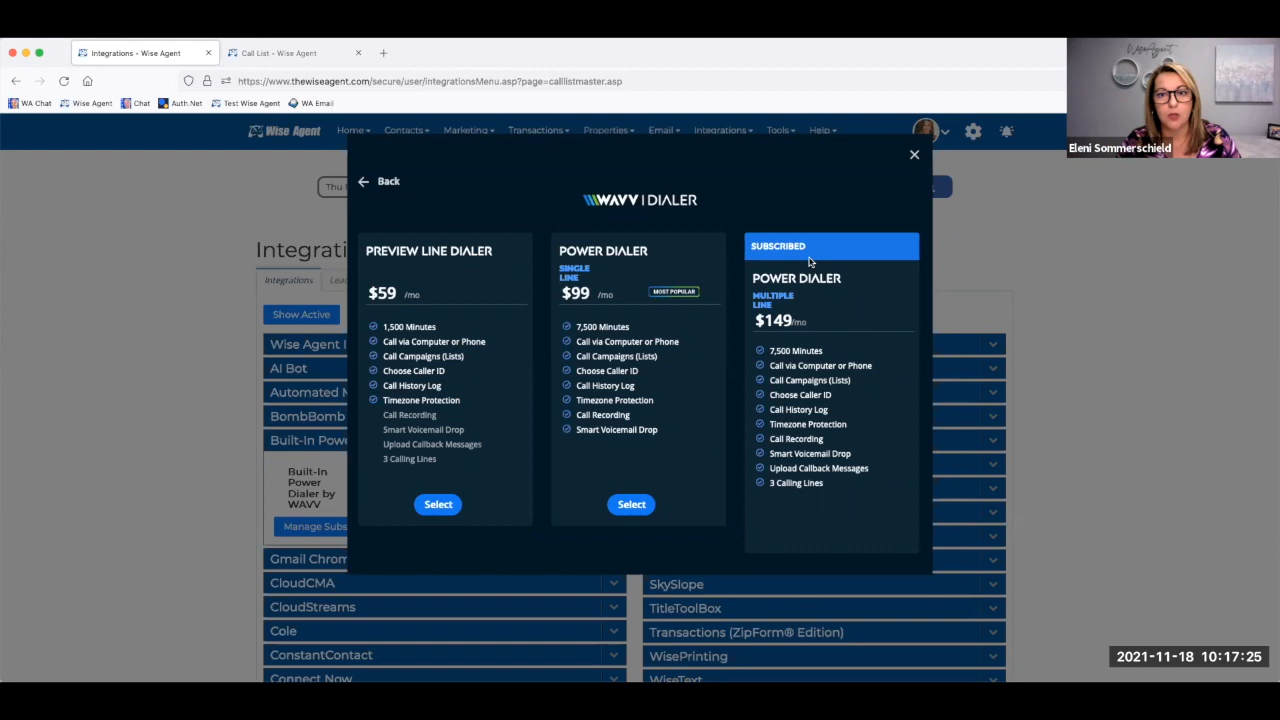 Integrations - Wise Agent
Call List - Wise Agent
https://www.thewiseagent.com/secure/user/integrationsMenu.asp?page=calllistmaster.asp
WA Chat
Wise Agent
Chat
Auth.Net
Test Wise Agent
WA Email
Wise Agent
Eleni Sommerschield
Wise Agent
Home
Contacts
Marketing
Transactions
Properties
Email
Integrations
Tools
Help
Back
Thu
WAVV | DIALER
Integrati
Integrations
Lea
Show Active
PREVIEW LINE DIALER
$59 /mo
1,500 Minutes
Call via Computer or Phone
Call Campaigns (Lists)
Choose Caller ID
Call History Log
Timezone Protection
Call Recording
Smart Voicemail Drop
Upload Callback Messages
3 Calling Lines
Select
POWER DIALER
SINGLE
LINE
$99 /mo
MOST POPULAR
7,500 Minutes
Call via Computer or Phone
Call Campaigns (Lists)
Choose Caller ID
Call History Log
Timezone Protection
Call Recording
Smart Voicemail Drop
Select
SUBSCRIBED
POWER DIALER
MULTIPLE
LINE
$149/mo
7,500 Minutes
Call via Computer or Phone
Call Campaigns (Lists)
Choose Caller ID
Call History Log
Timezone Protection
Call Recording
Smart Voicemail Drop
Upload Callback Messages
3 Calling Lines
Wise Agent I
AI Bot
Automated M
BombBomb
Built-In Pow
Built-In
Power
Dialer by
WAVV
Manage Subs
Gmail Chrom
CloudCMA
CloudStreams
Cole
ConstantContact
Connect Now
SkySlope
TitleToolBox
Transactions (ZipForm® Edition)
WisePrinting
WiseText
2021-11-18 10:17:25